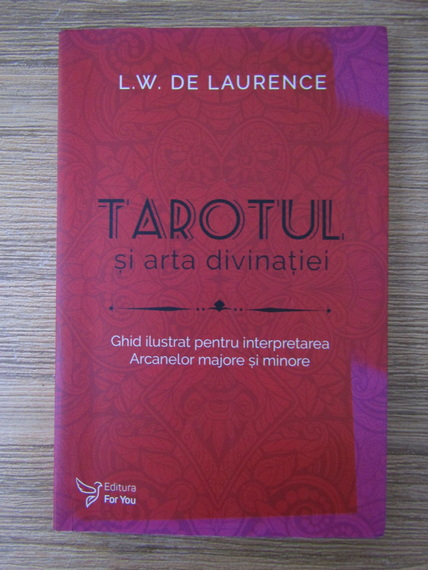 L.W. DE LAURENCE
TAROTUL
și arta divinației
Ghid ilustrat pentru interpretarea
Arcanelor majore și minore
Editura
For You